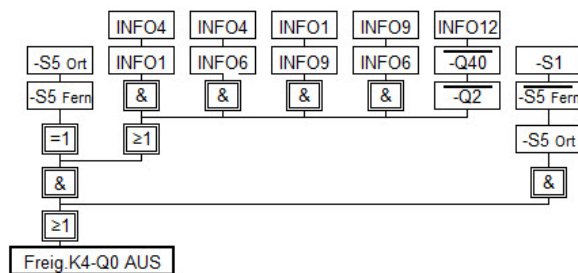 INFO4 INFO4 INFO1 INFO9 INFO12
-S5 Ort INFO1 INFO6 INFO9 INFO6 -Q40 -S1
-S5 Fern & & & & -Q2 -S5 Fern
=1 ≥1 -S5 Ort
& &
≥1
Freig.K4-Q0 AUS